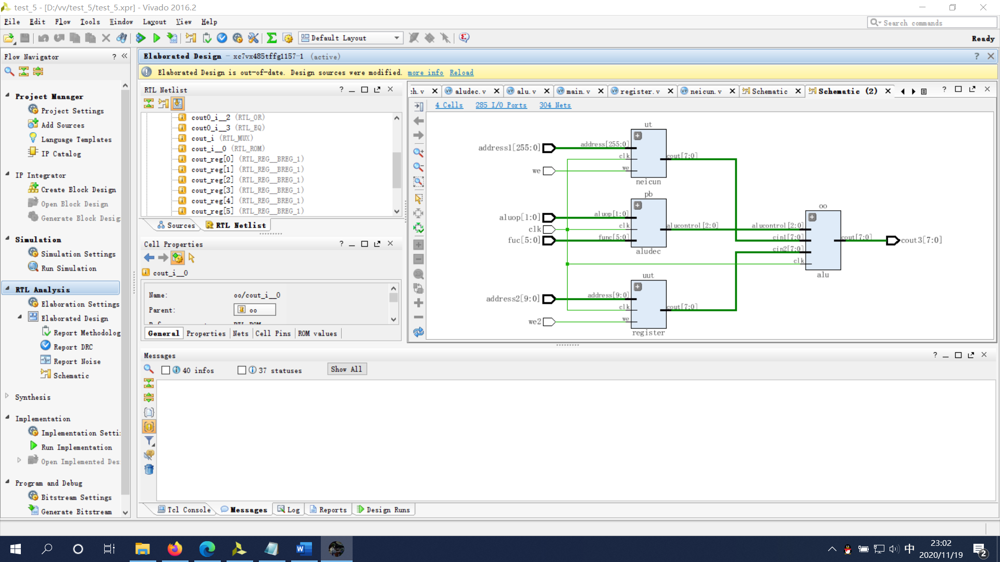 test_5 - [D:/vv/test_5/test_5.xpr] - Vivado 2016.2
File Edit Flow Tools Window Layout View Help
Search commands
Default Layout
Ready
Flow Navigator
Project Manager
Project Settings
Add Sources
Language Templates
IP Catalog
IP Integrator
Create Block Design
Open Block Design
Generate Block Desig
Simulation
Simulation Settings
Run Simulation
RTL Analysis
Elaboration Settings
Elaborated Design
Report Methodolog
Report DRC
Report Noise
Schematic
Synthesis
Implementation
Implementation Setti
Run Implementation
Open Implemented Des
Program and Debug
Bitstream Settings
Generate Bitstream
Elaborated Design - xc7vx485tffg1157-1 (active)
Elaborated Design is out-of-date. Design sources were modified. more info Reload
RTL Netlist
cout0_i__2 (RTL_OR)
cout0_i__3 (RTL_EQ)
cout_i (RTL_MUX)
cout_i__0 (RTL_ROM)
cout_reg[0] (RTL_REG__BREG_1)
cout_reg[1] (RTL_REG__BREG_1)
cout_reg[2] (RTL_REG__BREG_1)
cout_reg[3] (RTL_REG__BREG_1)
cout_reg[4] (RTL_REG__BREG_1)
cout_reg[5] (RTL_REG__BREG_1)
Sources RTL Netlist
Cell Properties
cout_i__0
Name: oo/cout_i__0
Parent: oo
General Properties Nets Cell Pins ROM values
ch.v aludec.v alu.v main.v register.v neicun.v Schematic Schematic (2)
4 Cells 285 I/O Ports 304 Nets
ut
address1[255:0] address[255:0]
clk cout[7:0]
we we
neicun
pb
aluop[1:0] aluop[1:0]
clk clk alucontrol[2:0]
fuc[5:0] func[5:0]
aludec
uut
address2[9:0] address[9:0]
clk cout[7:0]
we2 we
register
oo
alucontrol[2:0]
cin1[7:0] cout[7:0] cout3[7:0]
cin2[7:0]
clk
alu
Messages
40 infos 37 statuses Show All
Tcl Console Messages Log Reports Design Runs
中
23:02
2020/11/19
2